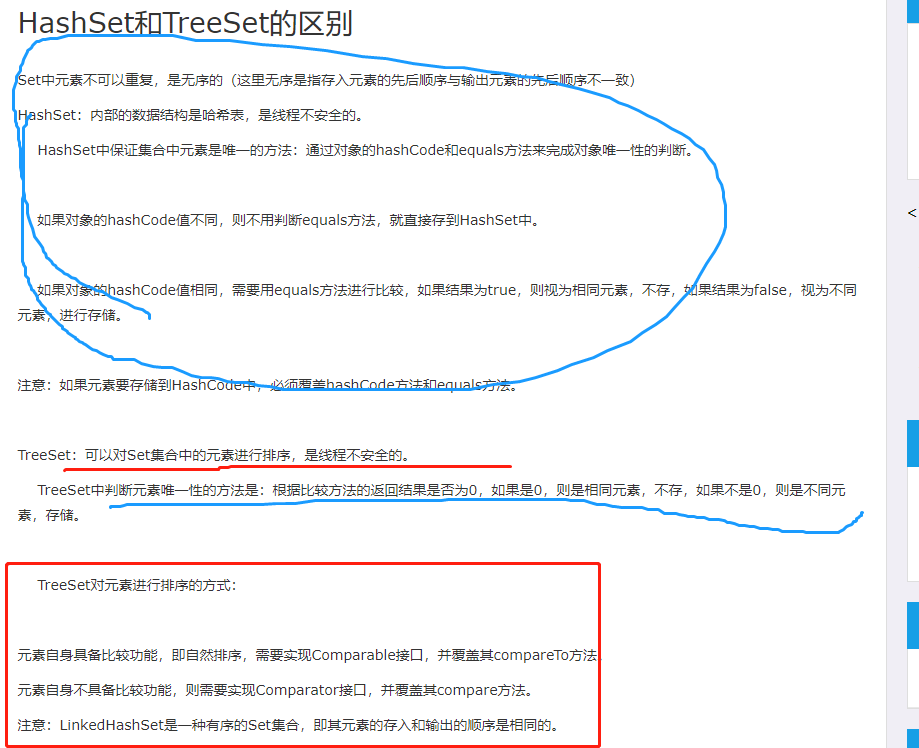 HashSet和TreeSet的区别
Set中元素不可以重复，是无序的（这里无序是指存入元素的先后顺序与输出元素的先后顺序不一致）
HashSet：内部的数据结构是哈希表，是线程不安全的。
HashSet中保证集合中元素是唯一的方法：通过对象的hashCode和equals方法来完成对象唯一性的判断。
如果对象的hashCode值不同，则不用判断equals方法，就直接存到HashSet中。
如果对象的hashCode值相同，需要用equals方法进行比较，如果结果为true，则视为相同元素，不存，如果结果为false，视为不同
元素，进行存储。
注意：如果元素要存储到HashCode中，必须覆盖hashCode方法和equals方法。
TreeSet：可以对Set集合中的元素进行排序，是线程不安全的。
TreeSet中判断元素唯一性的方法是：根据比较方法的返回结果是否为0，如果是0，则是相同元素，不存，如果不是0，则是不同元
素，存储。
TreeSet对元素进行排序的方式：
元素自身具备比较功能，即自然排序，需要实现Comparable接口，并覆盖其compareTo方法
元素自身不具备比较功能，则需要实现Comparator接口，并覆盖其compare方法。
注意：LinkedHashSet是一种有序的Set集合，即其元素的存入和输出的顺序是相同的。
<